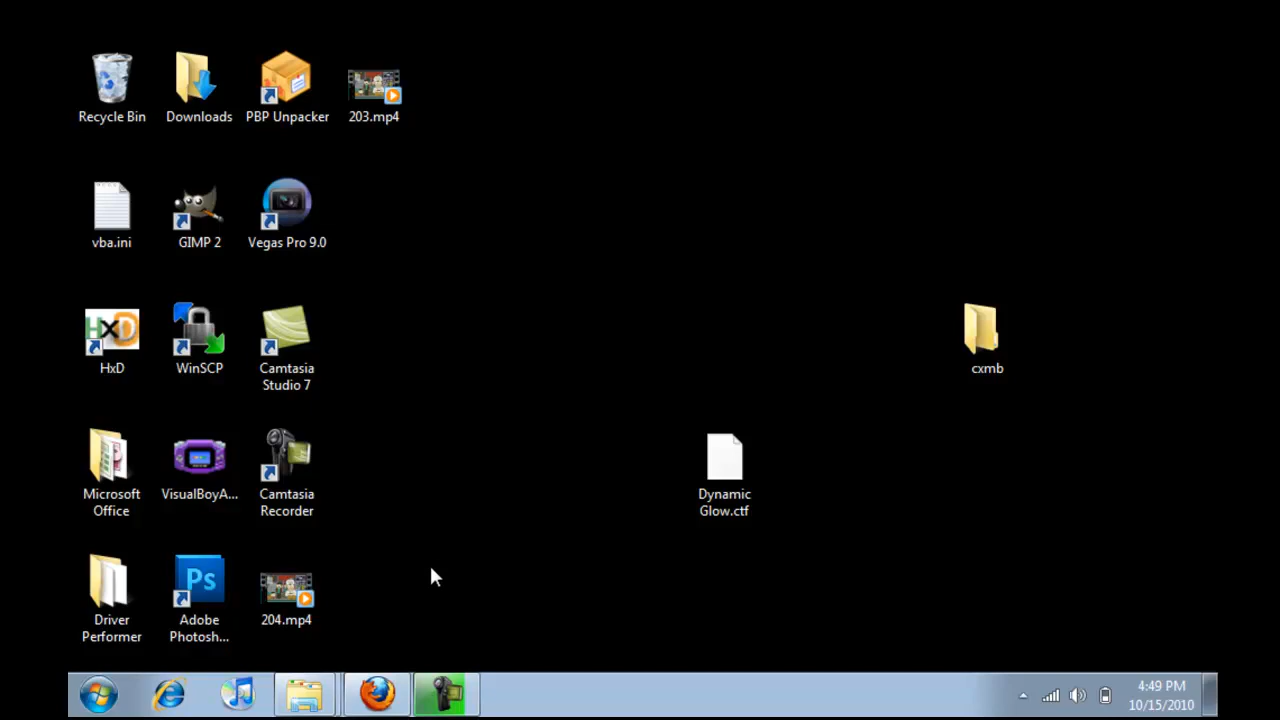 Recycle Bin
Downloads
PBP Unpacker
203.mp4
vba.ini
GIMP 2
Vegas Pro 9.0
HxD
HxD
WinSCP
Camtasia
Studio 7
cxmb
Microsoft
Office
VisualBoyA...
Camtasia
Recorder
Dynamic
Glow.ctf
Driver
Performer
Ps
Adobe
Photosh...
204.mp4
4:49 PM
10/15/2010